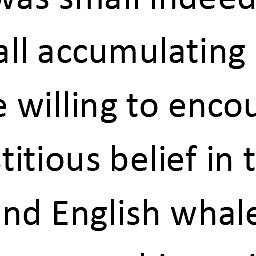 was small indeed
all accumulating
willing to encou
titious belief in t
nd English whale